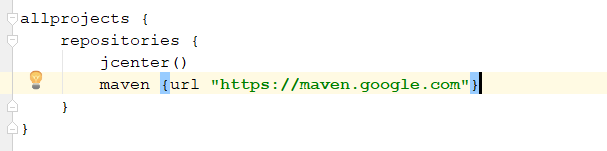 allprojects {
repositories {
jcenter()
maven {url "https://maven.google.com"}
}
}